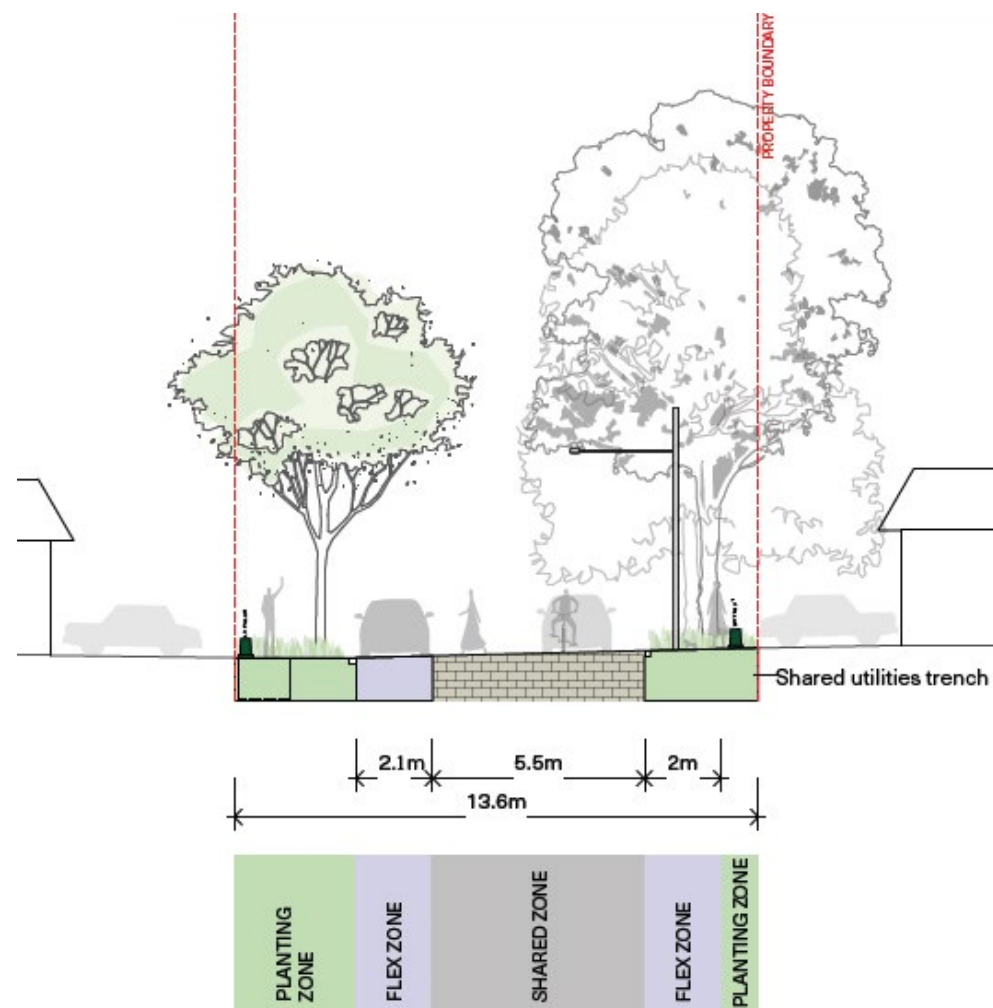 PROPERTY BOUNDARY
Shared utilities trench
2.1m
5.5m
2m
13.6m
PLANTING
ZONE
FLEX ZONE
SHARED ZONE
FLEX ZONE
PLANTING ZONE